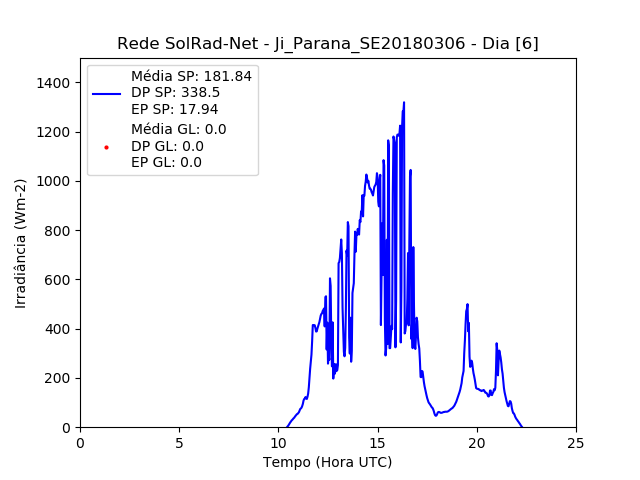 Rede SolRad-Net - Ji_Parana_SE20180306 - Dia [6]
Média SP: 181.84
DP SP: 338.5
EP SP: 17.94
Média GL: 0.0
DP GL: 0.0
EP GL: 0.0
1400
1200
1000
800
600
400
200
0
Irradiância (Wm-2)
0 5 10 15 20 25
Tempo (Hora UTC)